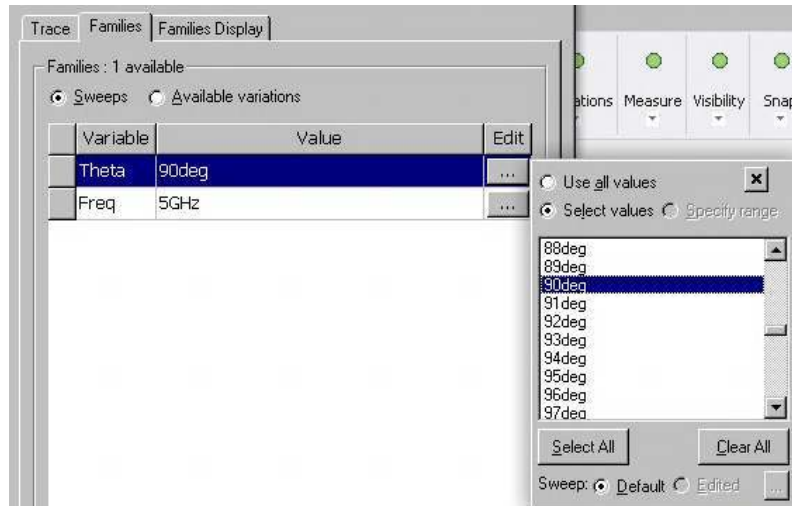 Trace Families Families Display
Families : 1 available
Sweeps Available variations
Variable Value Edit
Theta 90deg ...
Freq 5GHz ...
Measure Visibility
Use all values
Select values Specify range
88deg
89deg
90deg
91deg
92deg
93deg
94deg
95deg
96deg
97deg
Select All Clear All
Sweep: Default Edited ...